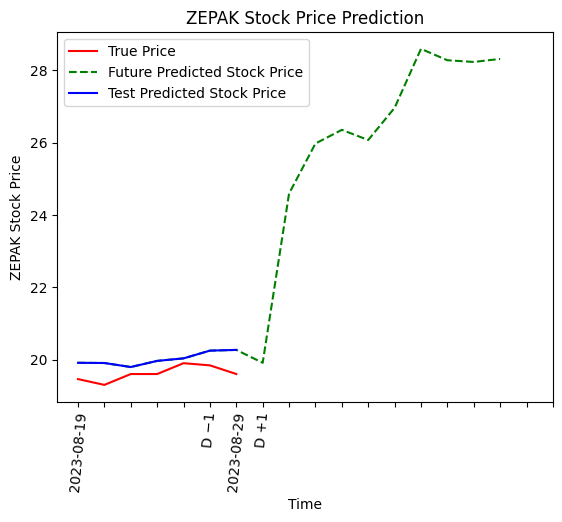 ZEPAK Stock Price Prediction
True Price
Future Predicted Stock Price
Test Predicted Stock Price
ZEPAK Stock Price
28
26
24
22
20
2023-08-19
D −1
2023-08-29
D +1
Time